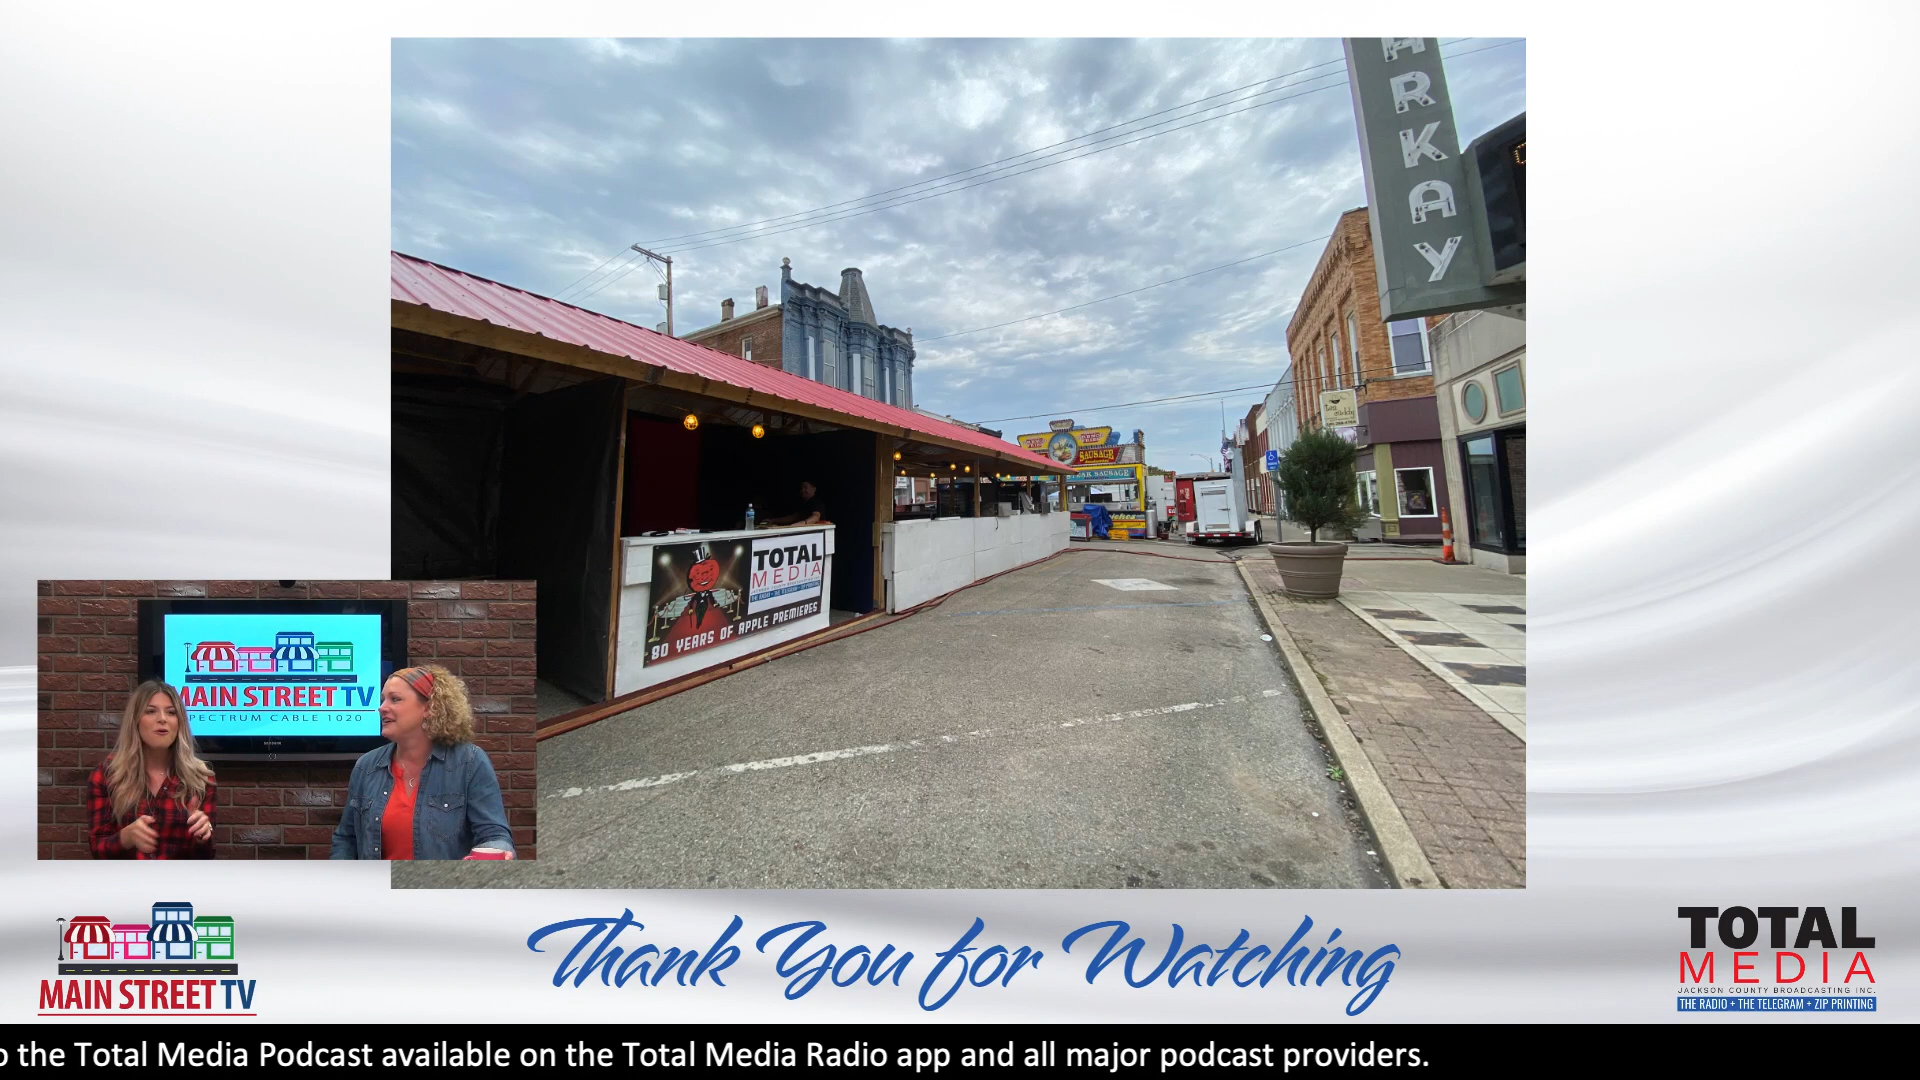 ARKAY
SAUSAGE
STEAK SAUSAGE
TOTAL
MEDIA
80 YEARS OF APPLE PREMIERES
MAIN STREET TV
SPECTRUM CABLE 1020
MAIN STREET TV
Thank You for Watching
TOTAL
MEDIA
JACKSON COUNTY BROADCASTING INC.
THE RADIO + THE TELEGRAM + ZIP PRINTING
o the Total Media Podcast available on the Total Media Radio app and all major podcast providers.